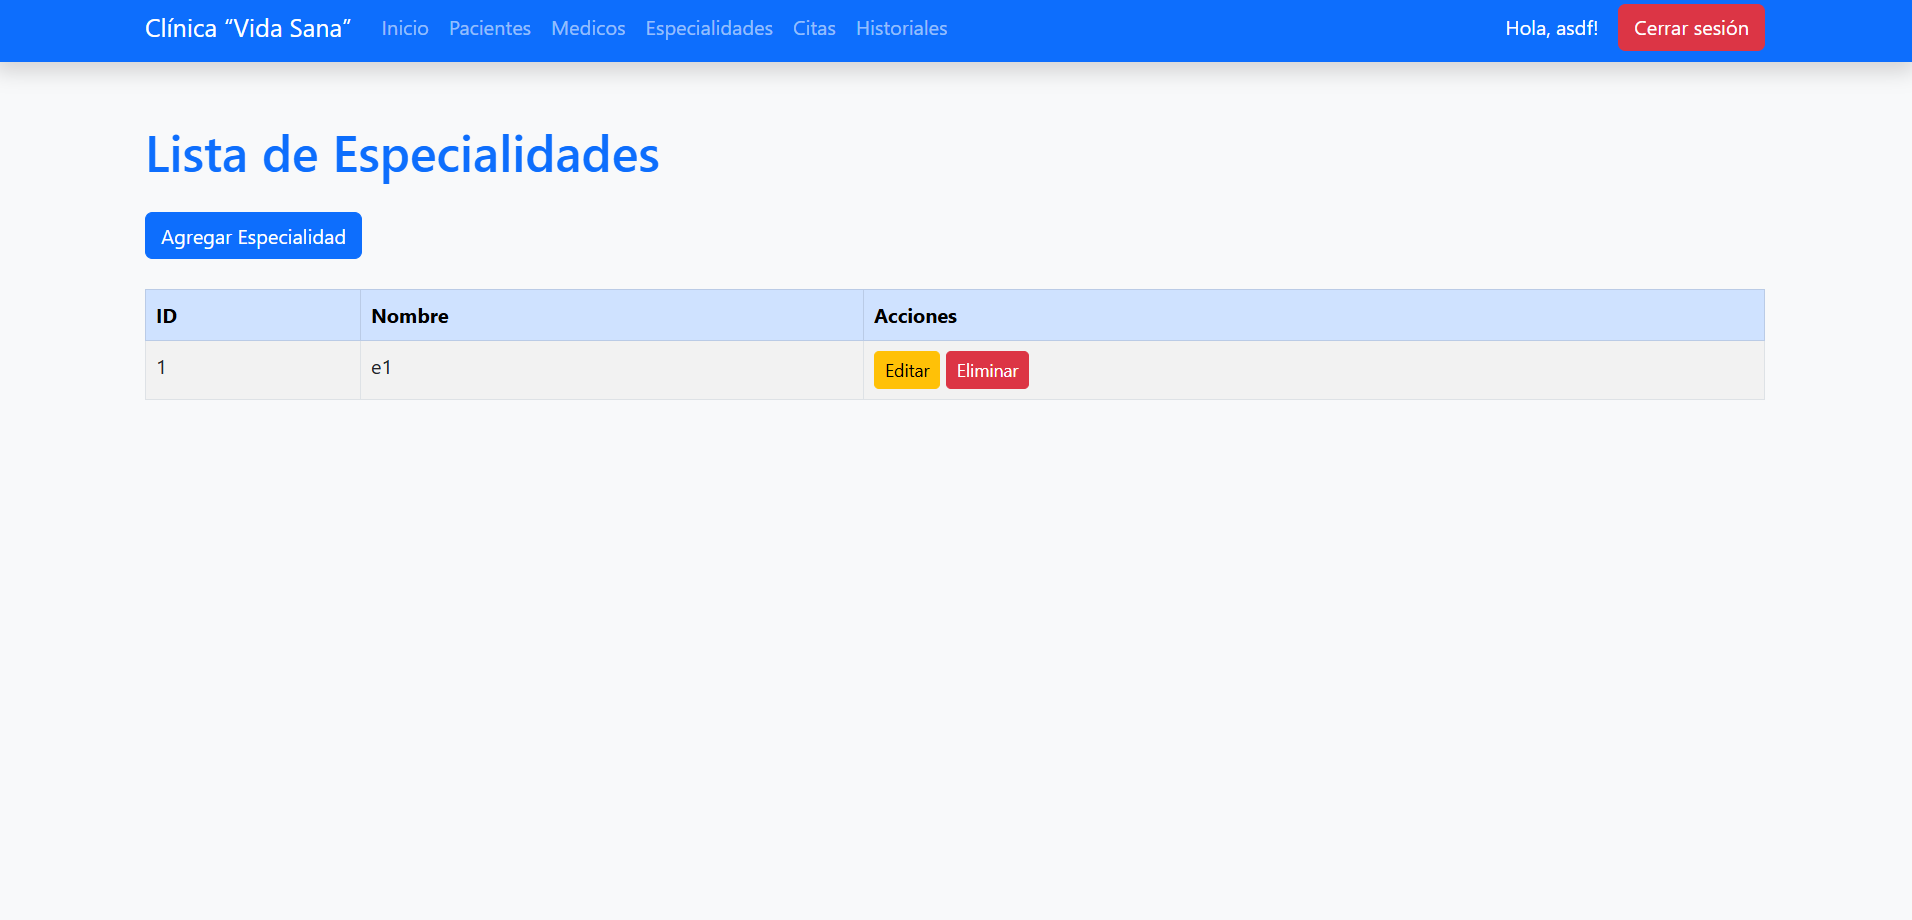 Clínica “Vida Sana” Inicio Pacientes Medicos Especialidades Citas Historiales Hola, asdf! Cerrar sesión
Lista de Especialidades
Agregar Especialidad
ID Nombre Acciones
1 e1 Editar Eliminar